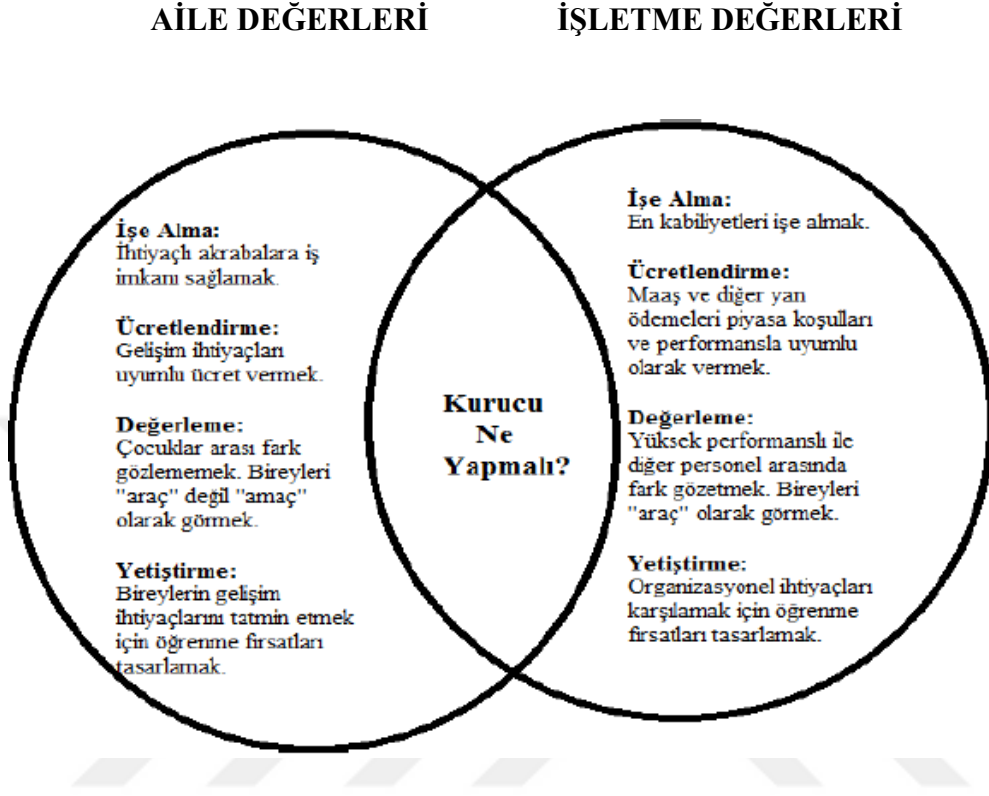 AİLE DEĞERLERİ
İŞLETME DEĞERLERİ
İşe Alma:
İhtiyaçlı akrabalara iş
imkanı sağlamak.
Ücretlendirme:
Gelişim ihtiyaçları
uyumlu ücret vermek.
Değerleme:
Çocuklar arası fark
gözlememek. Bireyleri
"araç" değil "amaç"
olarak görmek.
Yetiştirme:
Bireylerin gelişim
ihtiyaçlarını tatmin etmek
için öğrenme fırsatları
tasarlamak.
Kurucu
Ne
Yapmalı?
İşe Alma:
En kabiliyetleri işe almak.
Ücretlendirme:
Maaş ve diğer yan
ödemeleri piyasa koşulları
ve performansla uyumlu
olarak vermek.
Değerleme:
Yüksek performanslı ile
diğer personel arasında
fark gözetmek. Bireyleri
"araç" olarak görmek.
Yetiştirme:
Organizasyonel ihtiyaçları
karşılamak için öğrenme
fırsatları tasarlamak.